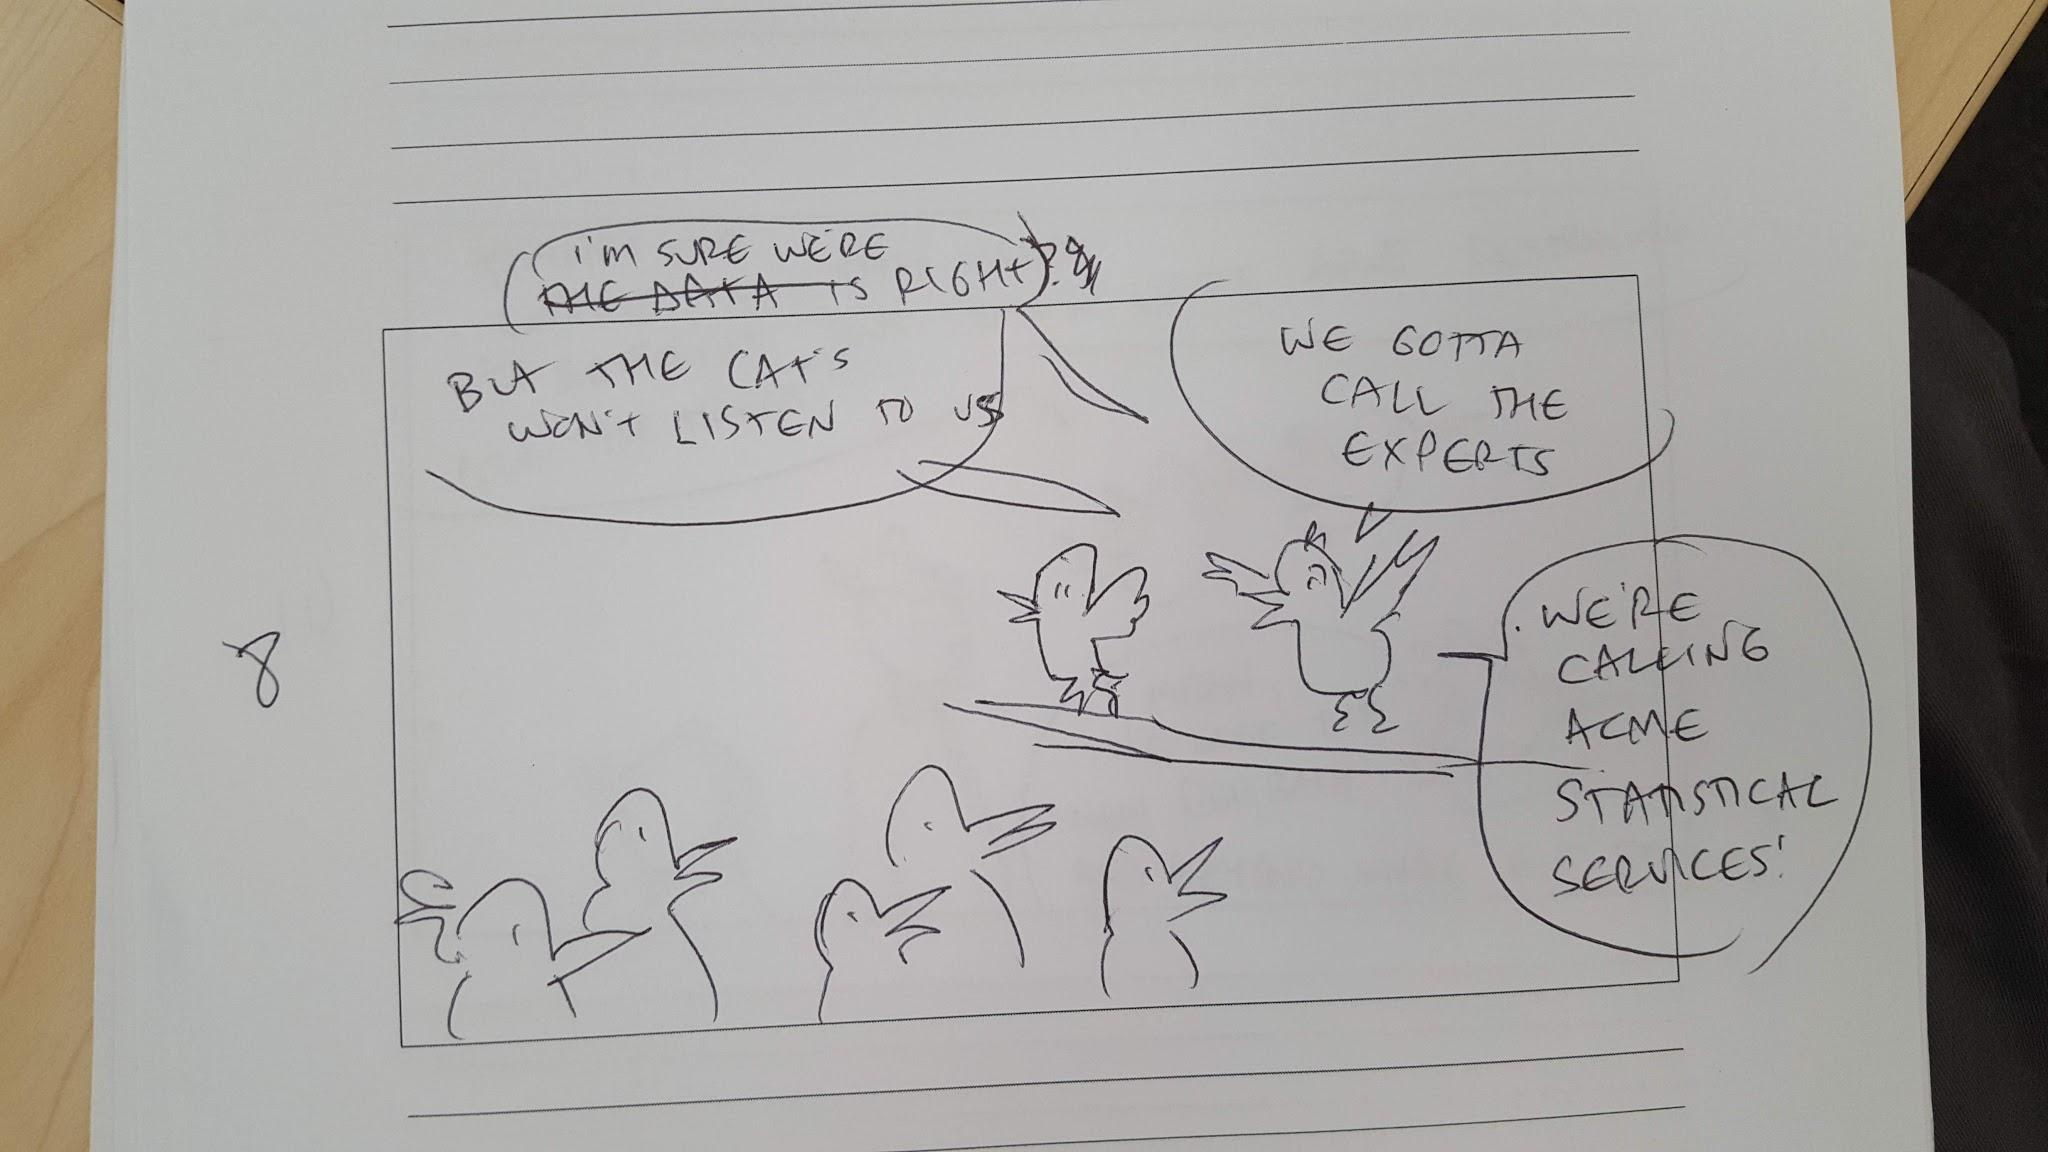 I'M SURE WE'RE
THE DATA IS RIGHT?
BUT THE CATS
WON'T LISTEN TO US
WE GOTTA
CALL THE
EXPERTS
WE'RE
CALLING
ACME
STATISTICAL
SERVICES!
8